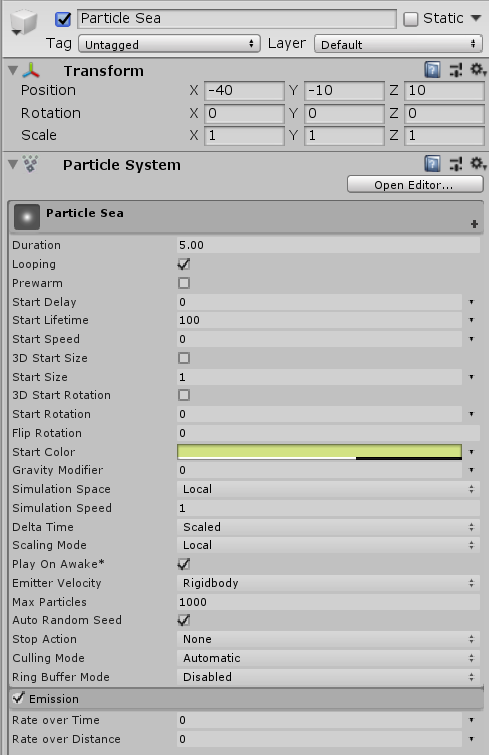 Particle Sea Static
Tag Untagged Layer Default
Transform
Position X -40 Y -10 Z 10
Rotation X 0 Y 0 Z 0
Scale X 1 Y 1 Z 1
Particle System
Open Editor...
Particle Sea
Duration 5.00
Looping
Prewarm
Start Delay 0
Start Lifetime 100
Start Speed 0
3D Start Size
Start Size 1
3D Start Rotation
Start Rotation 0
Flip Rotation 0
Start Color
Gravity Modifier 0
Simulation Space Local
Simulation Speed 1
Delta Time Scaled
Scaling Mode Local
Play On Awake*
Emitter Velocity Rigidbody
Max Particles 1000
Auto Random Seed
Stop Action None
Culling Mode Automatic
Ring Buffer Mode Disabled
Emission
Rate over Time 0
Rate over Distance 0